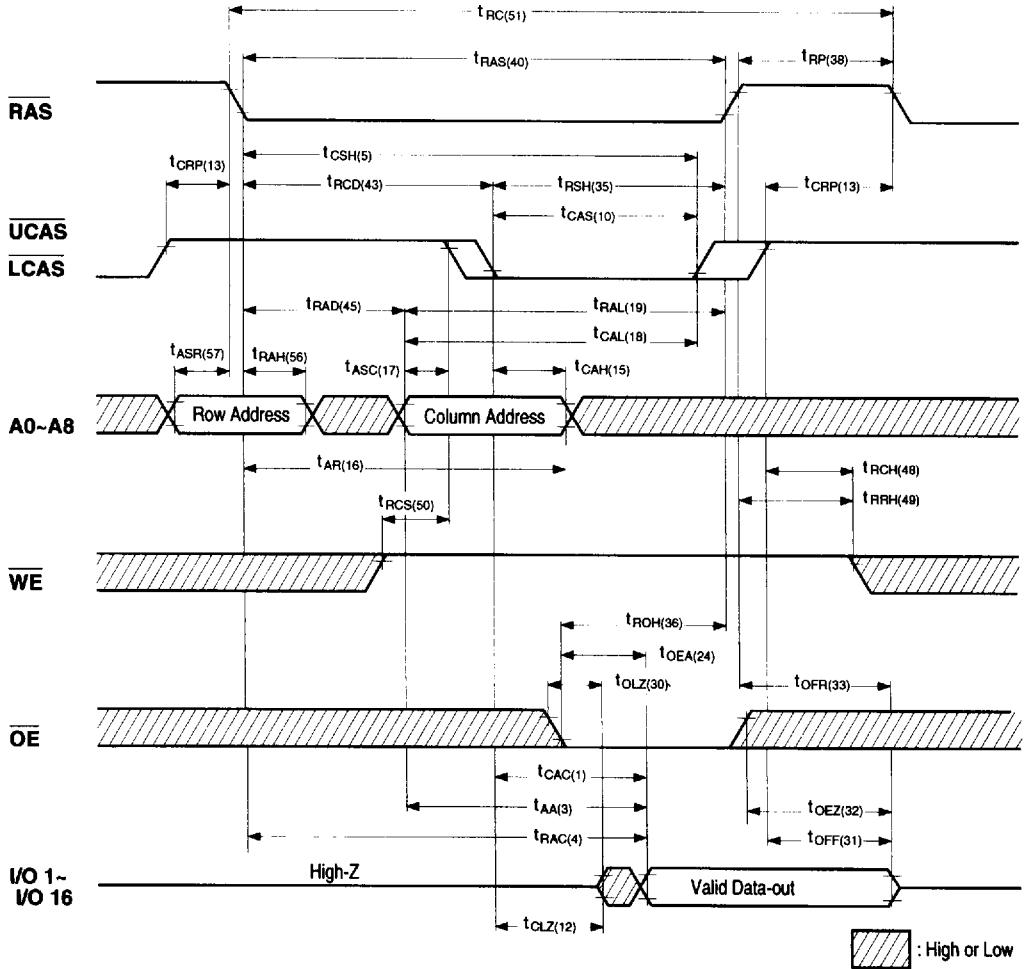 tRC(51)
tRAS(40)
tRP(38)
RAS
tCSH(5)
tCRP(13)
tRCD(43)
tRSH(35)
tCRP(13)
tCAS(10)
UCAS
LCAS
tRAD(45)
tRAL(19)
tCAL(18)
tASR(57)
tRAH(56)
tASC(17)
tCAH(15)
A0~A8
Row Address
Column Address
tAR(16)
tRCH(48)
tRRH(49)
tRCS(50)
WE
tROH(36)
tOEA(24)
tOLZ(30)
tOFR(33)
OE
tCAC(1)
tAA(3)
tOEZ(32)
tRAC(4)
tOFF(31)
I/O 1~
I/O 16
High-Z
Valid Data-out
tCLZ(12)
: High or Low